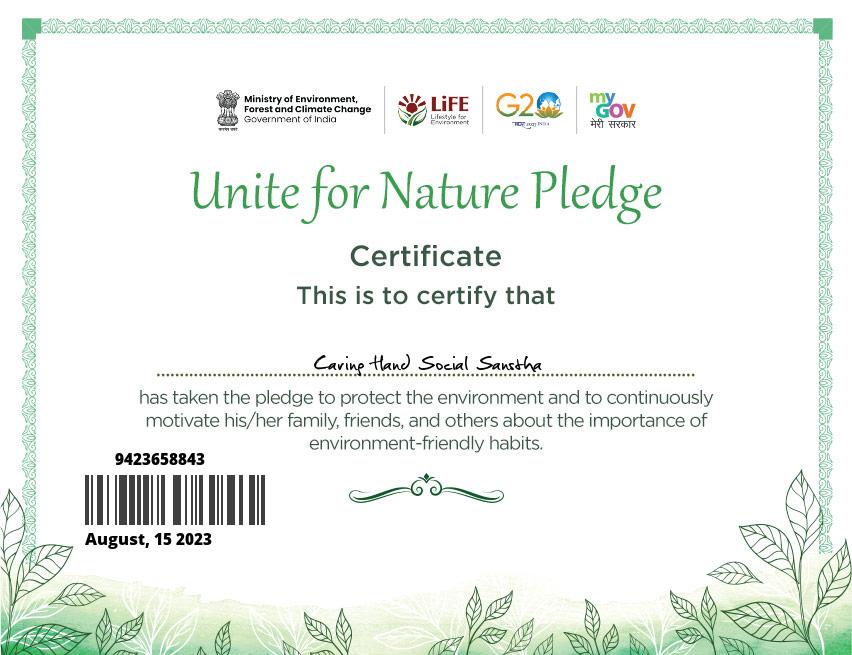 Ministry of Environment,
Forest and Climate Change
Government of India
LiFE
Lifestyle for
Environment
G20
भारत 2023 INDIA
my
GOV
मेरी सरकार
Unite for Nature Pledge
Certificate
This is to certify that
Caring Hand Social Sanstha
has taken the pledge to protect the environment and to continuously
motivate his/her family, friends, and others about the importance of
environment-friendly habits.
9423658843
August, 15 2023